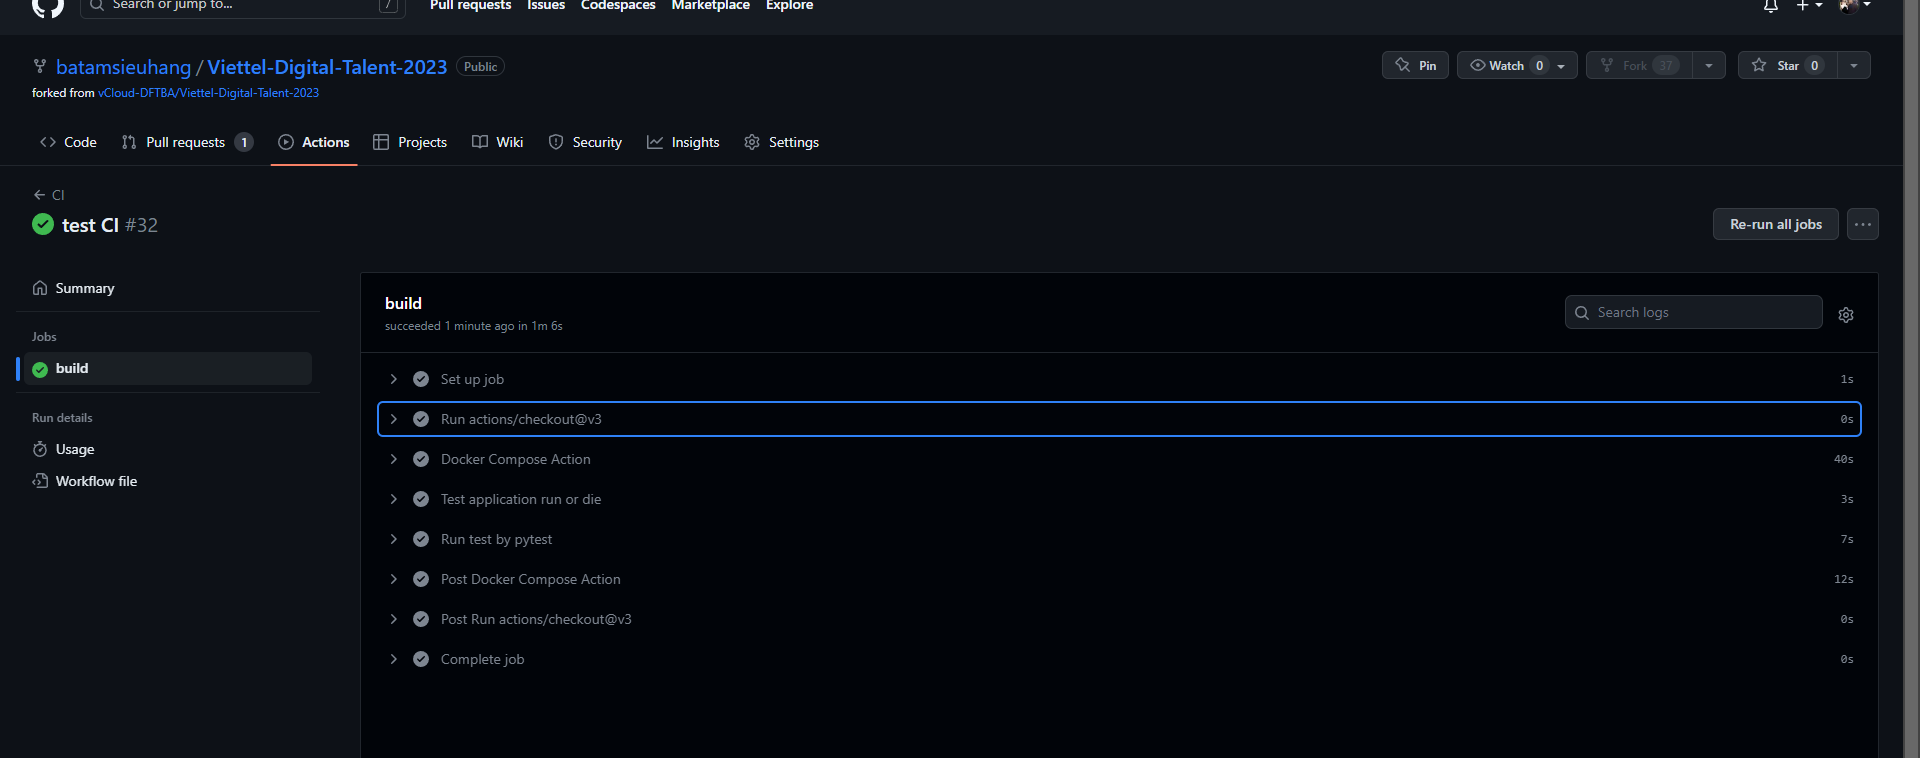 Search or jump to... / Pull requests Issues Codespaces Marketplace Explore
batamsieuhang / Viettel-Digital-Talent-2023 Public Pin Watch 0 Fork 37 Star 0
forked from vCloud-DFTBA/Viettel-Digital-Talent-2023
Code Pull requests 1 Actions Projects Wiki Security Insights Settings
← CI
test CI #32 Re-run all jobs ...
Summary
Jobs
build
Run details
Usage
Workflow file
build
succeeded 1 minute ago in 1m 6s
Search logs
Set up job 1s
Run actions/checkout@v3 0s
Docker Compose Action 40s
Test application run or die 3s
Run test by pytest 7s
Post Docker Compose Action 12s
Post Run actions/checkout@v3 0s
Complete job 0s